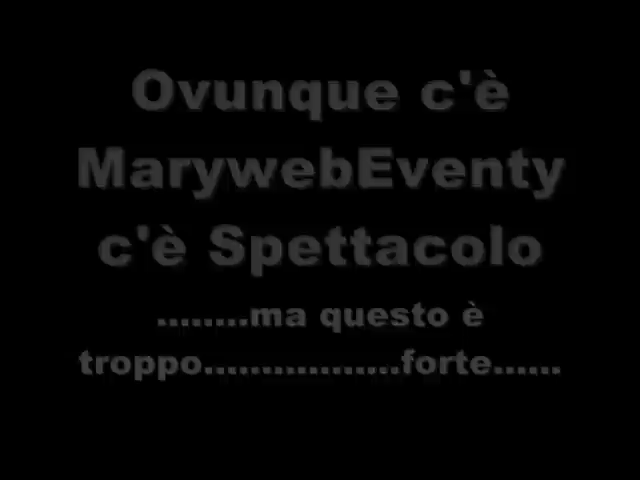 Ovunque c'è
MarywebEventy
c'è Spettacolo
........ma questo è
troppo.................forte......